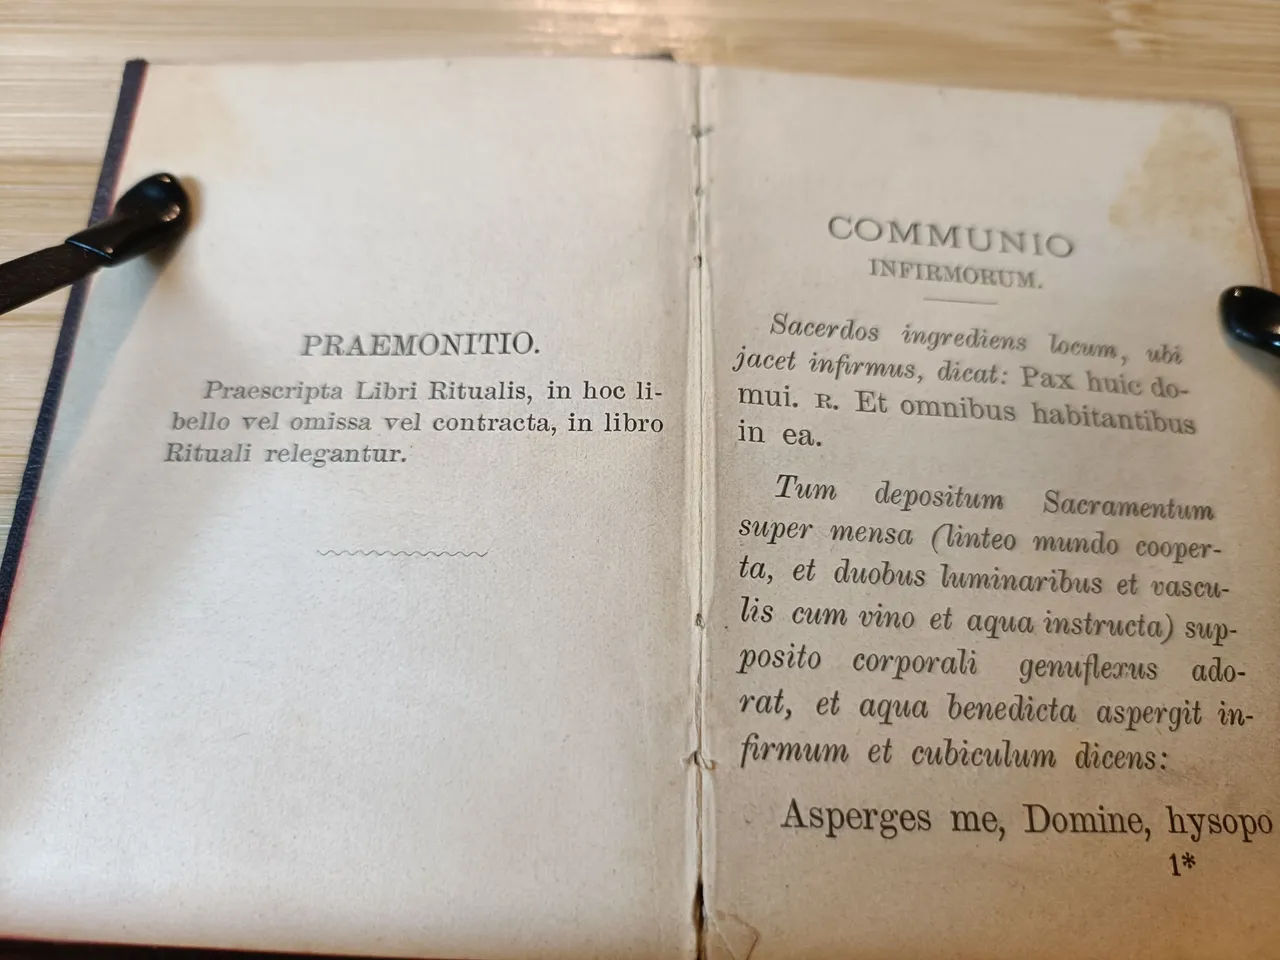 PRAEMONITIO.
Praescripta Libri Ritualis, in hoc li-
bello vel omissa vel contracta, in libro
Rituali relegantur.
COMMUNIO
INFIRMORUM.
Sacerdos ingrediens locum, ubi
jacet infirmus, dicat: Pax huic do-
mui. R. Et omnibus habitantibus
in ea.
Tum depositum Sacramentum
super mensa (linteo mundo cooper-
ta, et duobus luminaribus et vascu-
lis cum vino et aqua instructa) sup-
posito corporali genuflexus ado-
rat, et aqua benedicta aspergit in-
firmum et cubiculum dicens:
Asperges me, Domine, hysopo
1*